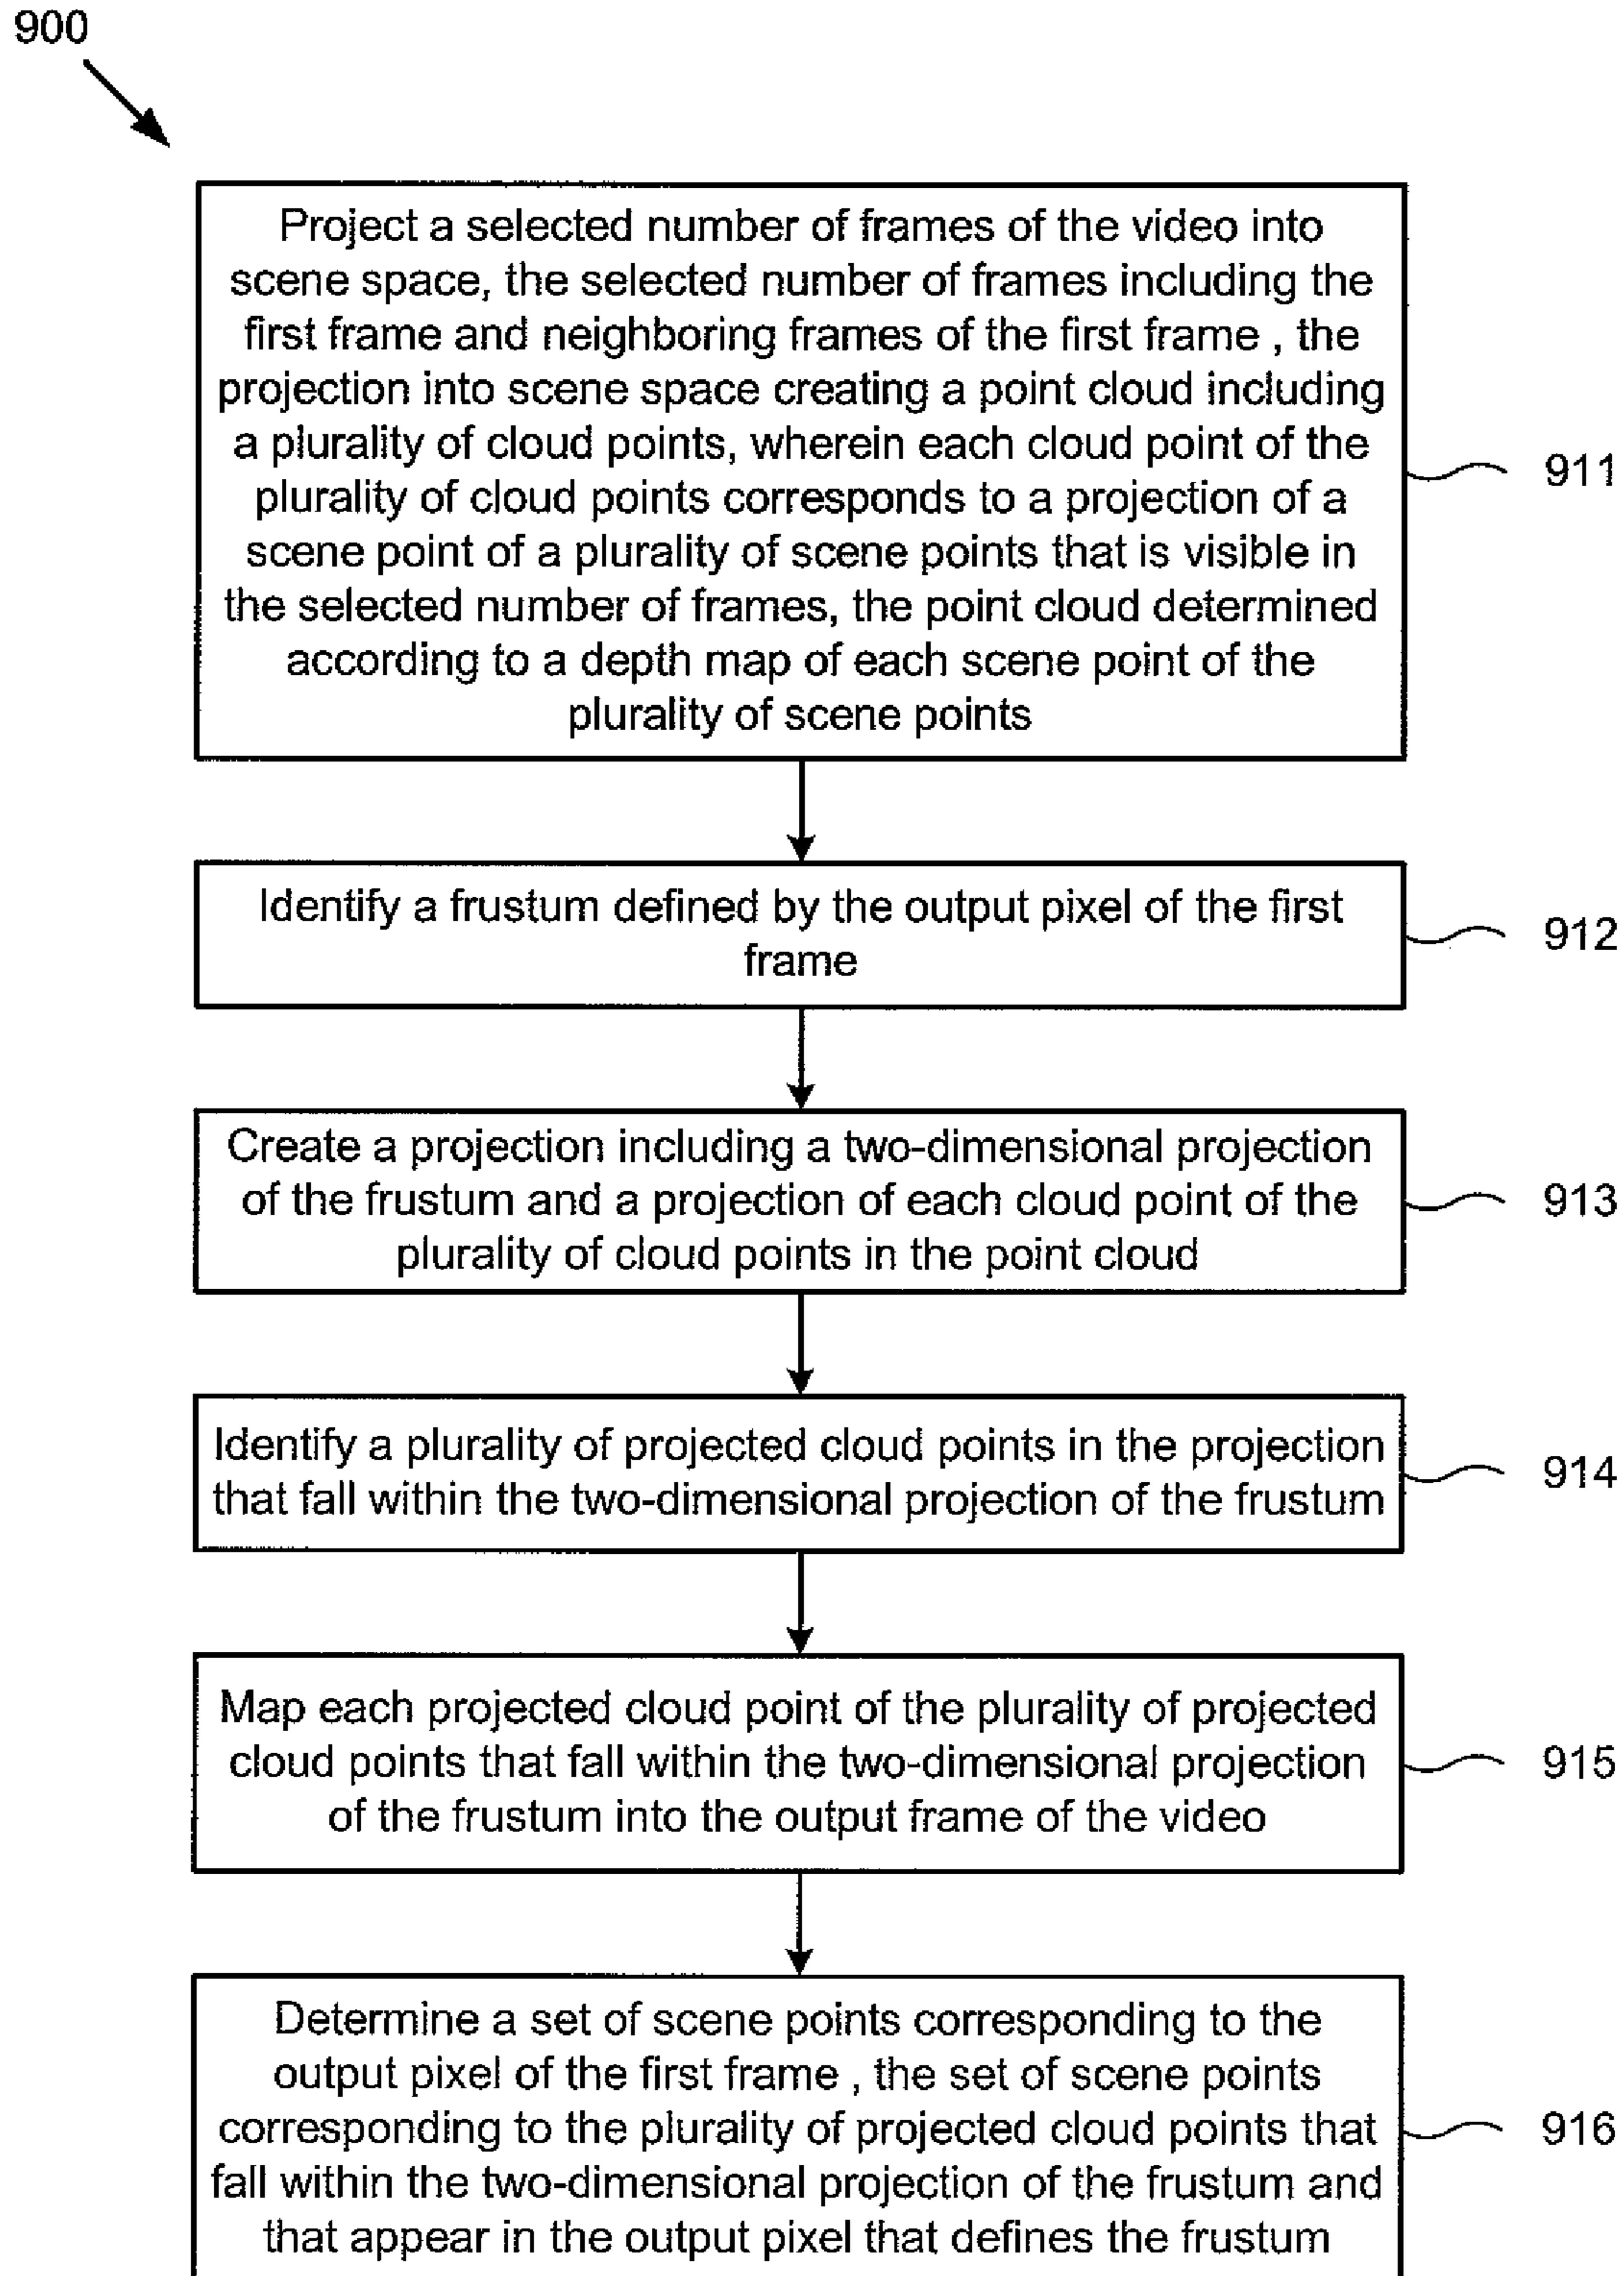 900
Project a selected number of frames of the video into
scene space, the selected number of frames including the
first frame and neighboring frames of the first frame , the
projection into scene space creating a point cloud including
a plurality of cloud points, wherein each cloud point of the
plurality of cloud points corresponds to a projection of a
scene point of a plurality of scene points that is visible in
the selected number of frames, the point cloud determined
according to a depth map of each scene point of the
plurality of scene points
911
Identify a frustum defined by the output pixel of the first
frame
912
Create a projection including a two-dimensional projection
of the frustum and a projection of each cloud point of the
plurality of cloud points in the point cloud
913
Identify a plurality of projected cloud points in the projection
that fall within the two-dimensional projection of the frustum
914
Map each projected cloud point of the plurality of projected
cloud points that fall within the two-dimensional projection
of the frustum into the output frame of the video
915
Determine a set of scene points corresponding to the
output pixel of the first frame , the set of scene points
corresponding to the plurality of projected cloud points that
fall within the two-dimensional projection of the frustum and
that appear in the output pixel that defines the frustum
916